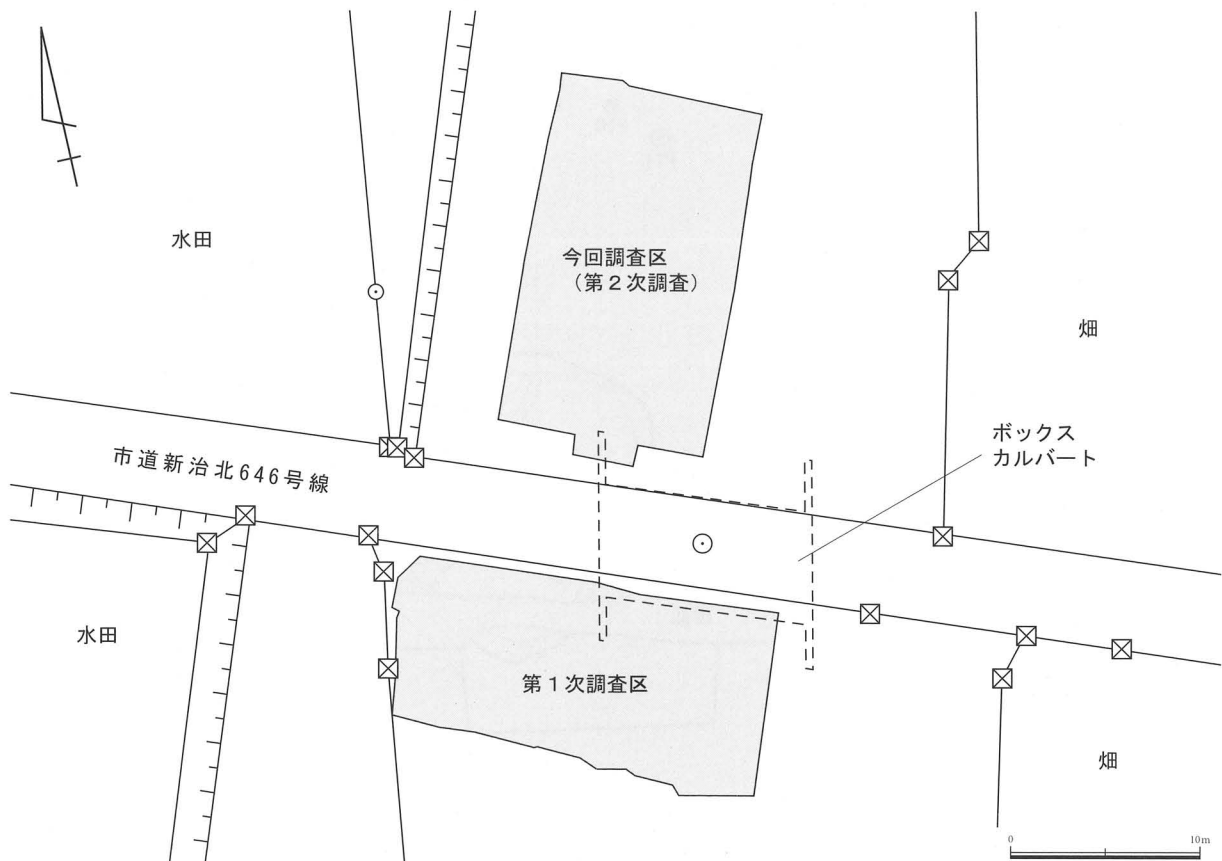 水田
今回調査区
（第２次調査）
畑
ボックス
カルバート
市道新治北646号線
水田
第１次調査区
畑
0
10m